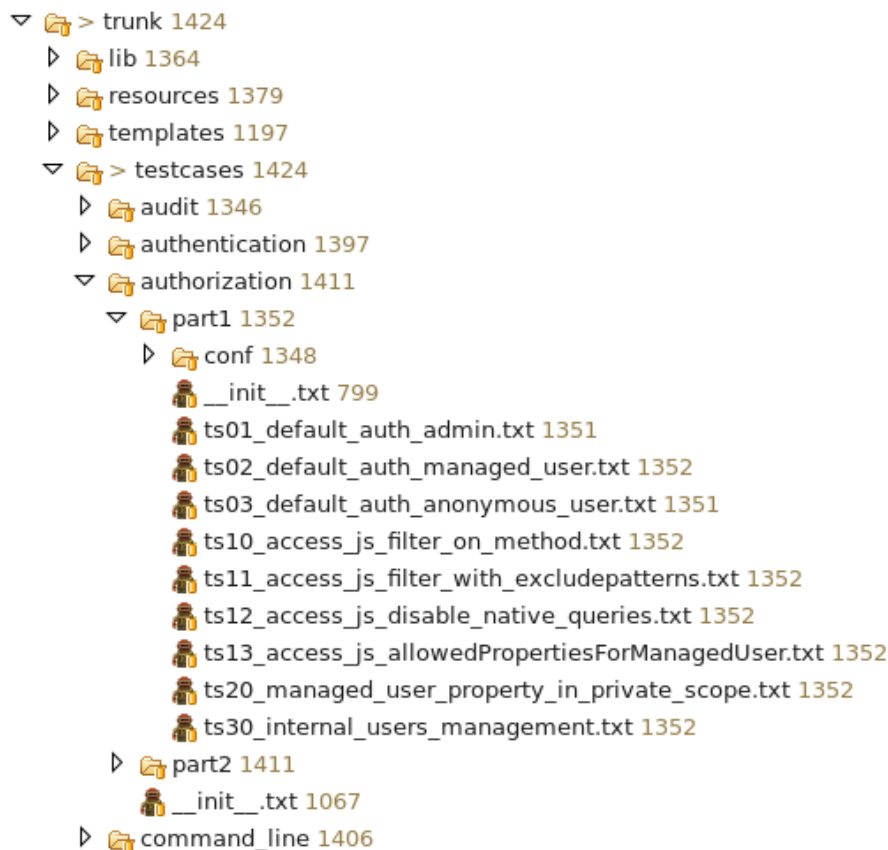 > trunk 1424
lib 1364
resources 1379
templates 1197
> testcases 1424
audit 1346
authentication 1397
authorization 1411
part1 1352
conf 1348
__init__.txt 799
ts01_default_auth_admin.txt 1351
ts02_default_auth_managed_user.txt 1352
ts03_default_auth_anonymous_user.txt 1351
ts10_access_js_filter_on_method.txt 1352
ts11_access_js_filter_with_excludepatterns.txt 1352
ts12_access_js_disable_native_queries.txt 1352
ts13_access_js_allowedPropertiesForManagedUser.txt 1352
ts20_managed_user_property_in_private_scope.txt 1352
ts30_internal_users_management.txt 1352
part2 1411
__init__.txt 1067
command_line 1406